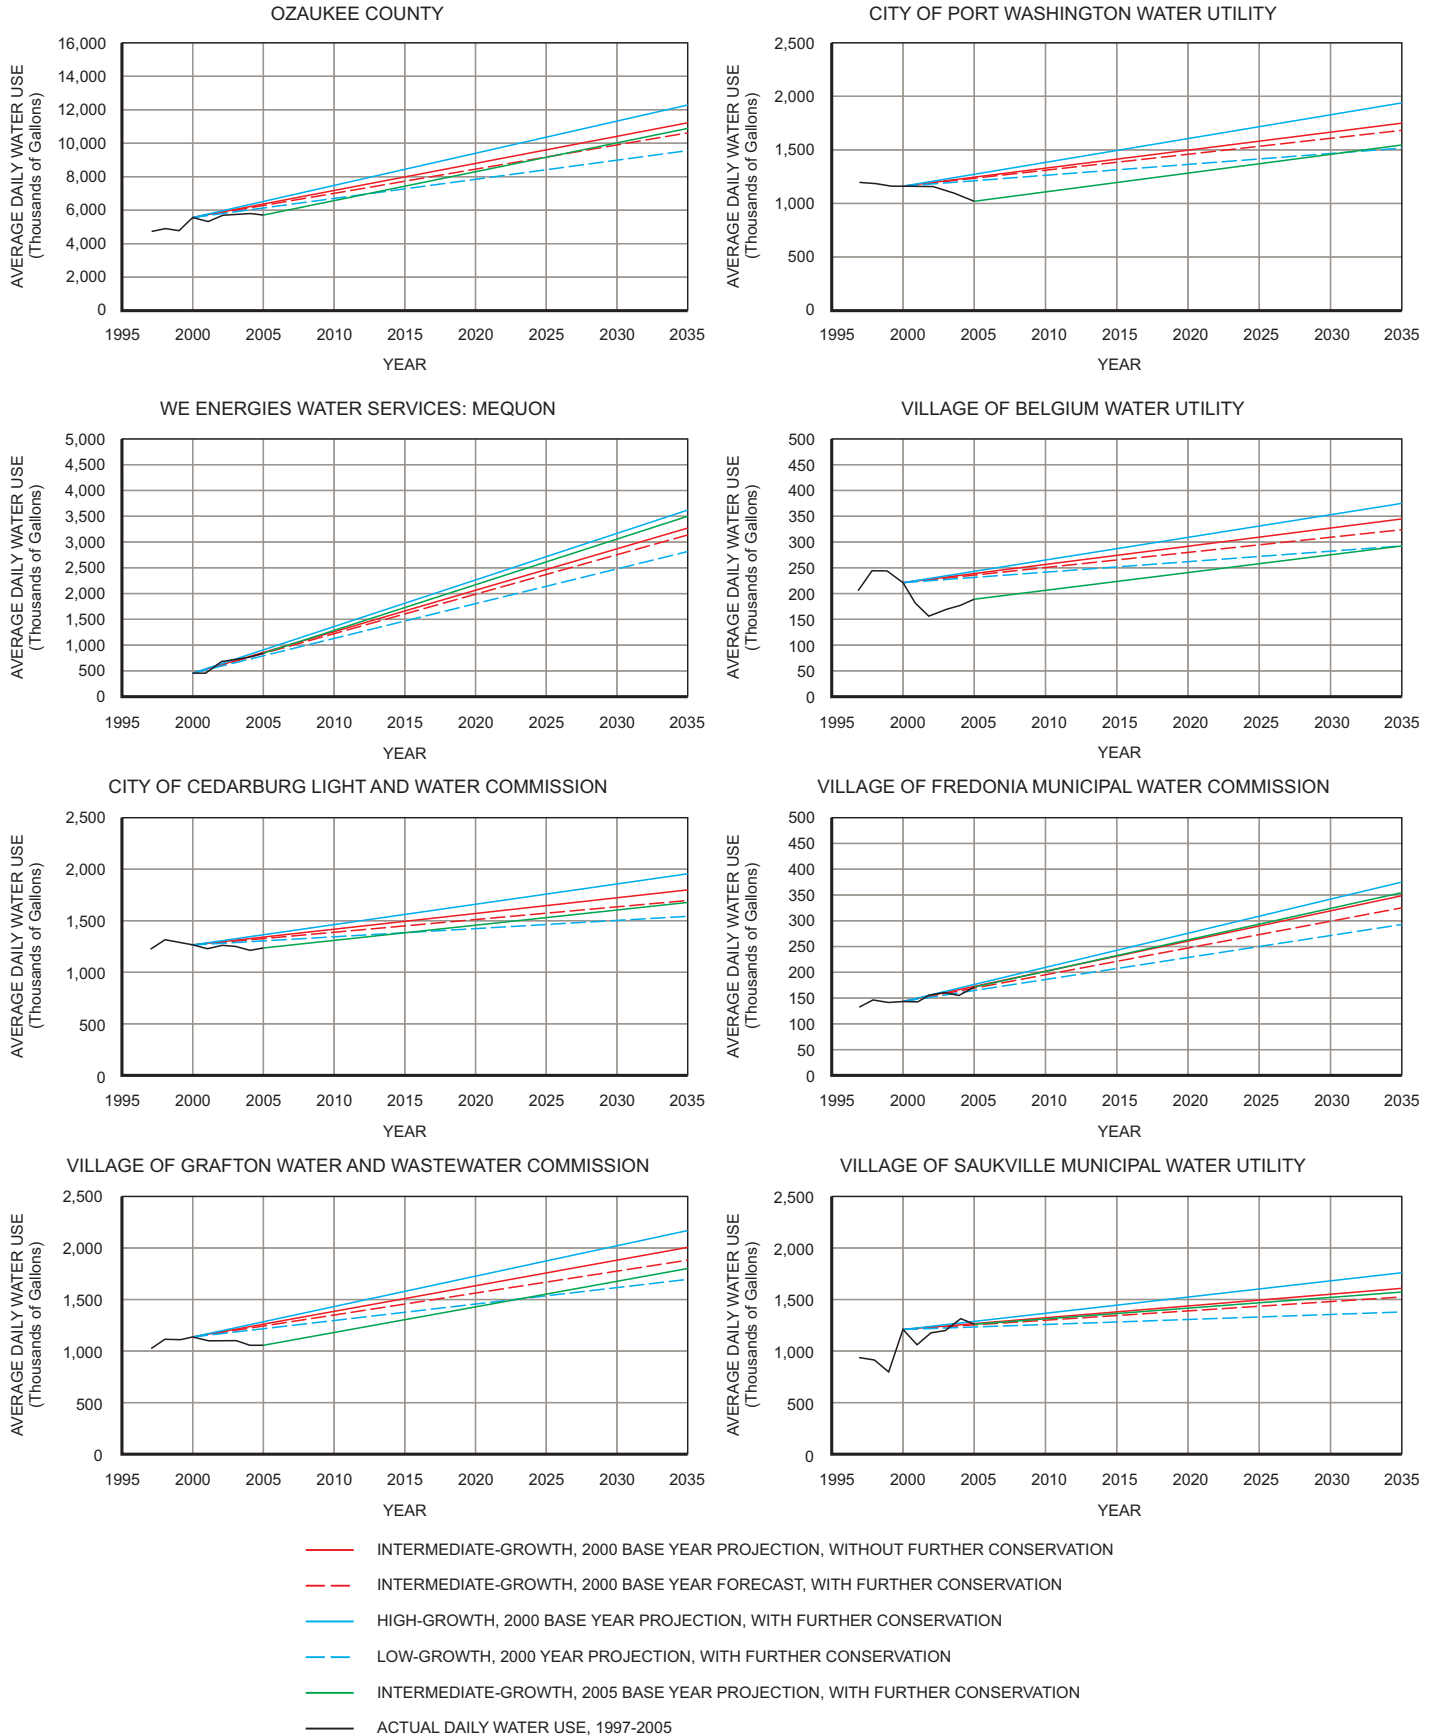 OZAUKEE COUNTY
AVERAGE DAILY WATER USE
(Thousands of Gallons)
16,000
14,000
12,000
10,000
8,000
6,000
4,000
2,000
0
1995 2000 2005 2010 2015 2020 2025 2030 2035
YEAR
CITY OF PORT WASHINGTON WATER UTILITY
AVERAGE DAILY WATER USE
(Thousands of Gallons)
2,500
2,000
1,500
1,000
500
0
1995 2000 2005 2010 2015 2020 2025 2030 2035
YEAR
WE ENERGIES WATER SERVICES: MEQUON
AVERAGE DAILY WATER USE
(Thousands of Gallons)
5,000
4,500
4,000
3,500
3,000
2,500
2,000
1,500
1,000
500
0
1995 2000 2005 2010 2015 2020 2025 2030 2035
YEAR
VILLAGE OF BELGIUM WATER UTILITY
AVERAGE DAILY WATER USE
(Thousands of Gallons)
500
450
400
350
300
250
200
150
100
50
0
1995 2000 2005 2010 2015 2020 2025 2030 2035
YEAR
CITY OF CEDARBURG LIGHT AND WATER COMMISSION
AVERAGE DAILY WATER USE
(Thousands of Gallons)
2,500
2,000
1,500
1,000
500
0
1995 2000 2005 2010 2015 2020 2025 2030 2035
YEAR
VILLAGE OF FREDONIA MUNICIPAL WATER COMMISSION
AVERAGE DAILY WATER USE
(Thousands of Gallons)
500
450
400
350
300
250
200
150
100
50
0
1995 2000 2005 2010 2015 2020 2025 2030 2035
YEAR
VILLAGE OF GRAFTON WATER AND WASTEWATER COMMISSION
AVERAGE DAILY WATER USE
(Thousands of Gallons)
2,500
2,000
1,500
1,000
500
0
1995 2000 2005 2010 2015 2020 2025 2030 2035
YEAR
VILLAGE OF SAUKVILLE MUNICIPAL WATER UTILITY
AVERAGE DAILY WATER USE
(Thousands of Gallons)
2,500
2,000
1,500
1,000
500
0
1995 2000 2005 2010 2015 2020 2025 2030 2035
YEAR
INTERMEDIATE-GROWTH, 2000 BASE YEAR PROJECTION, WITHOUT FURTHER CONSERVATION
INTERMEDIATE-GROWTH, 2000 BASE YEAR FORECAST, WITH FURTHER CONSERVATION
HIGH-GROWTH, 2000 BASE YEAR PROJECTION, WITH FURTHER CONSERVATION
LOW-GROWTH, 2000 YEAR PROJECTION, WITH FURTHER CONSERVATION
INTERMEDIATE-GROWTH, 2005 BASE YEAR PROJECTION, WITH FURTHER CONSERVATION
ACTUAL DAILY WATER USE, 1997-2005